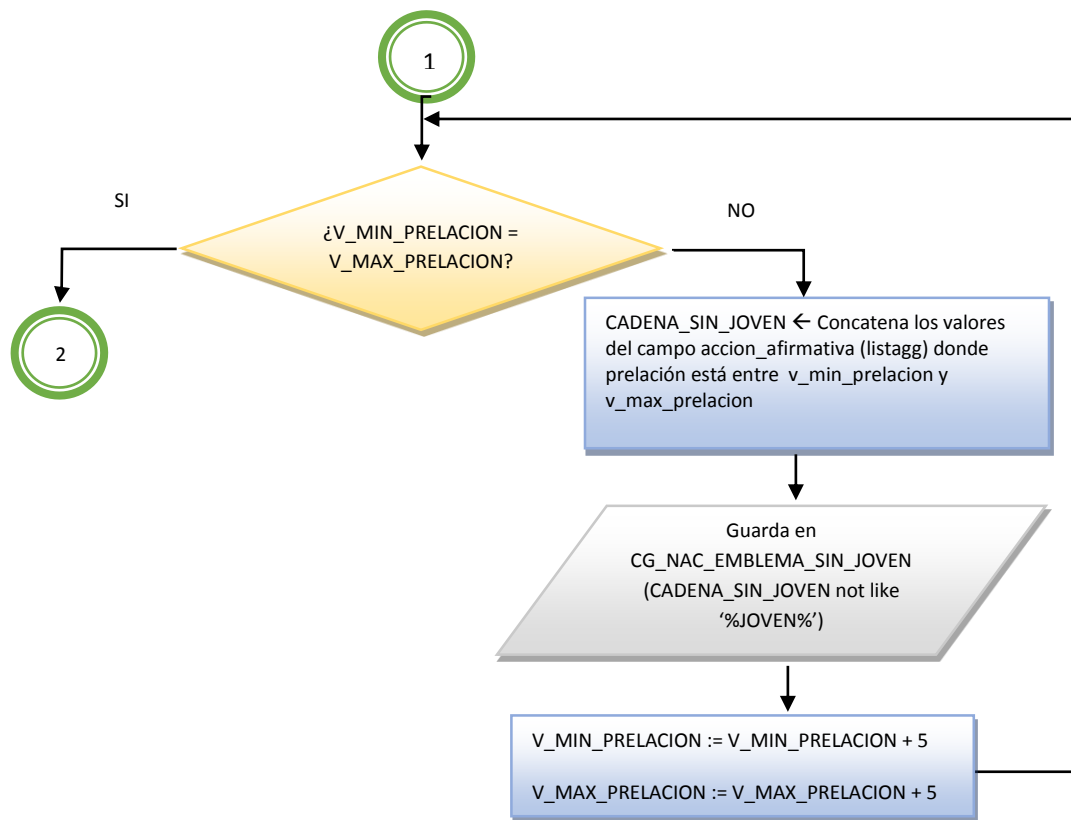 1
SI
NO
¿V_MIN_PRELACION =
V_MAX_PRELACION?
2
CADENA_SIN_JOVEN ← Concatena los valores
del campo accion_afirmativa (listagg) donde
prelación está entre v_min_prelacion y
v_max_prelacion
Guarda en
CG_NAC_EMBLEMA_SIN_JOVEN
(CADENA_SIN_JOVEN not like
‘%JOVEN%’)
V_MIN_PRELACION := V_MIN_PRELACION + 5
V_MAX_PRELACION := V_MAX_PRELACION + 5